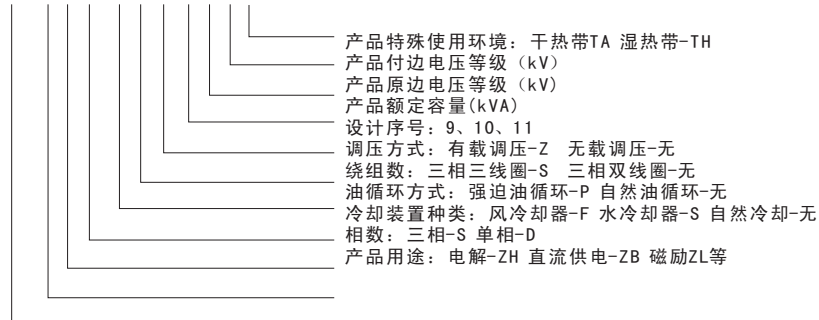 产品特殊使用环境：干热带TA 湿热带-TH
产品付边电压等级（kV）
产品原边电压等级（kV)
产品额定容量(kVA)
设计序号：9、10、11
调压方式：有载调压-Z 无载调压-无
绕组数：三相三线圈-S 三相双线圈-无
油循环方式：强迫油循环-P 自然油循环-无
冷却装置种类：风冷却器-F 水冷却器-S 自然冷却-无
相数：三相-S 单相-D
产品用途：电解-ZH 直流供电-ZB 磁励ZL等